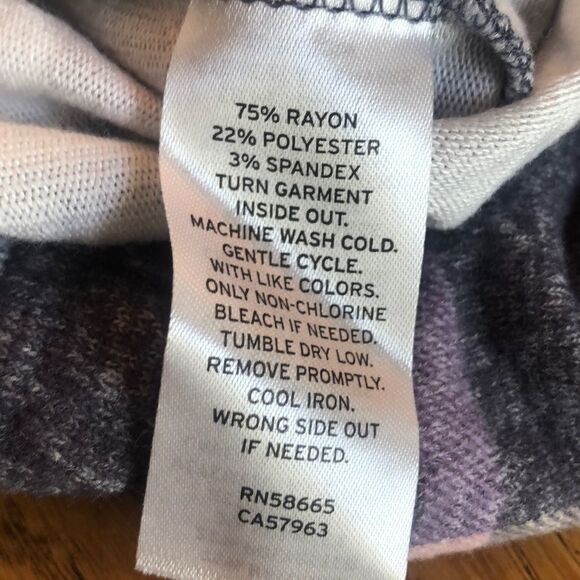 75% RAYON
22% POLYESTER
3% SPANDEX
TURN GARMENT
INSIDE OUT.
MACHINE WASH COLD.
GENTLE CYCLE.
WITH LIKE COLORS.
ONLY NON-CHLORINE
BLEACH IF NEEDED.
TUMBLE DRY LOW.
REMOVE PROMPTLY.
COOL IRON.
WRONG SIDE OUT
IF NEEDED.
RN58665
CA57963